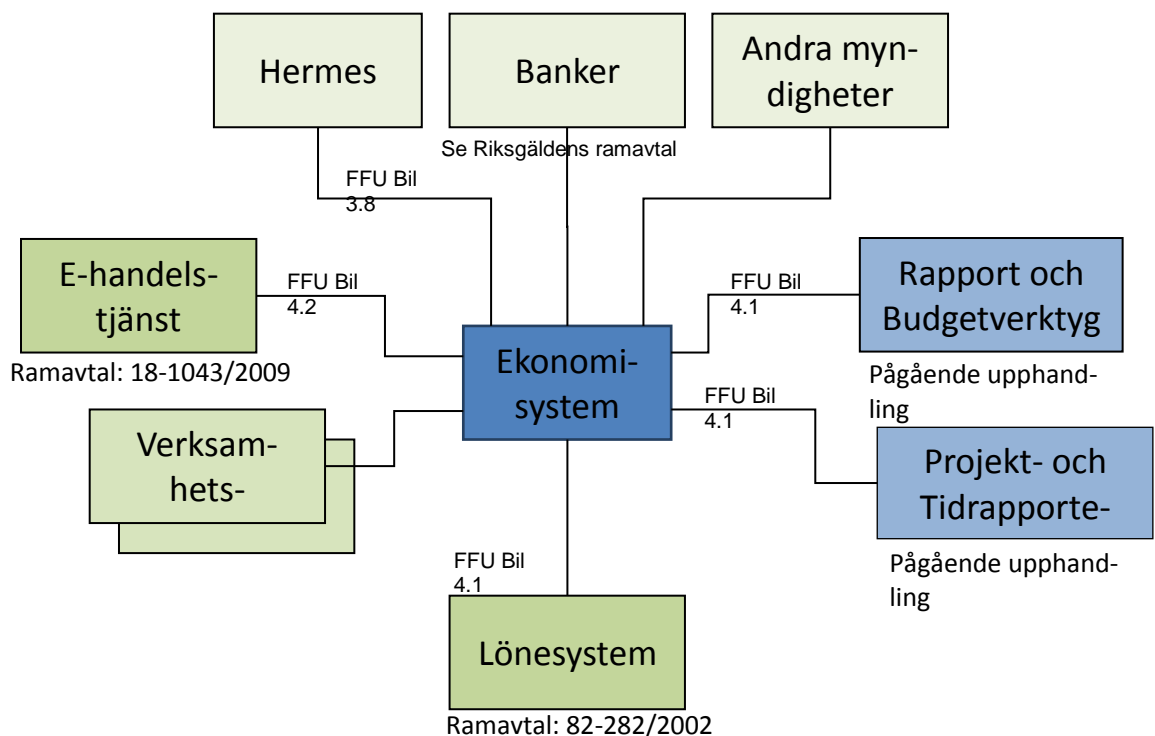 Hermes
Banker
Andra myn-
digheter
Se Riksgäldens ramavtal
FFU Bil
3.8
E-handels-
tjänst
FFU Bil
4.2
Ramavtal: 18-1043/2009
FFU Bil
4.1
Rapport och
Budgetverktyg
Pågående upphand-
ling
Ekonomi-
system
FFU Bil
4.1
Verksam-
hets-
Projekt- och
Tidrapporte-
Pågående upphand-
ling
FFU Bil
4.1
Lönesystem
Ramavtal: 82-282/2002